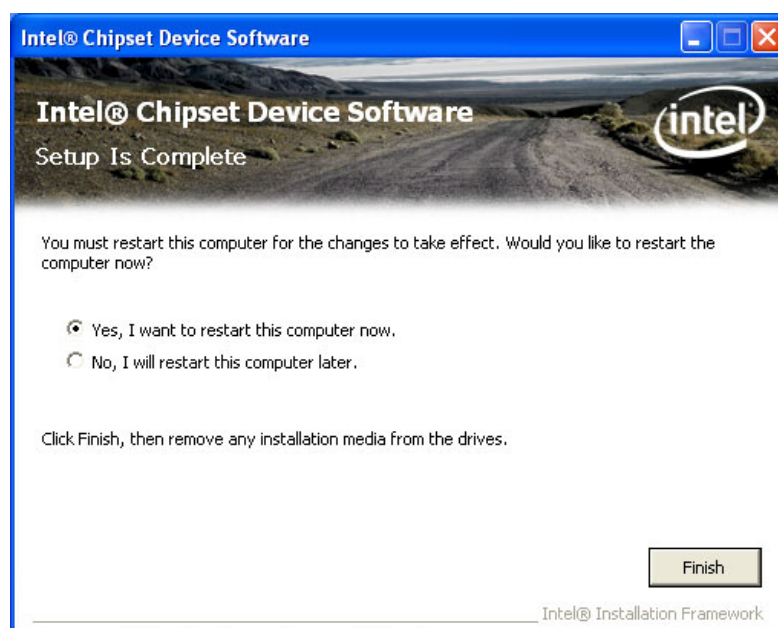 Intel® Chipset Device Software
Intel® Chipset Device Software
intel
Setup Is Complete
You must restart this computer for the changes to take effect. Would you like to restart the
computer now?
Yes, I want to restart this computer now.
No, I will restart this computer later.
Click Finish, then remove any installation media from the drives.
Finish
Intel® Installation Framework